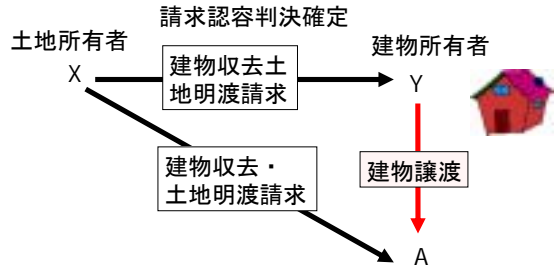 請求認容判決確定
土地所有者
建物所有者
X
建物収去土
地明渡請求
Y
建物収去・
土地明渡請求
建物譲渡
A